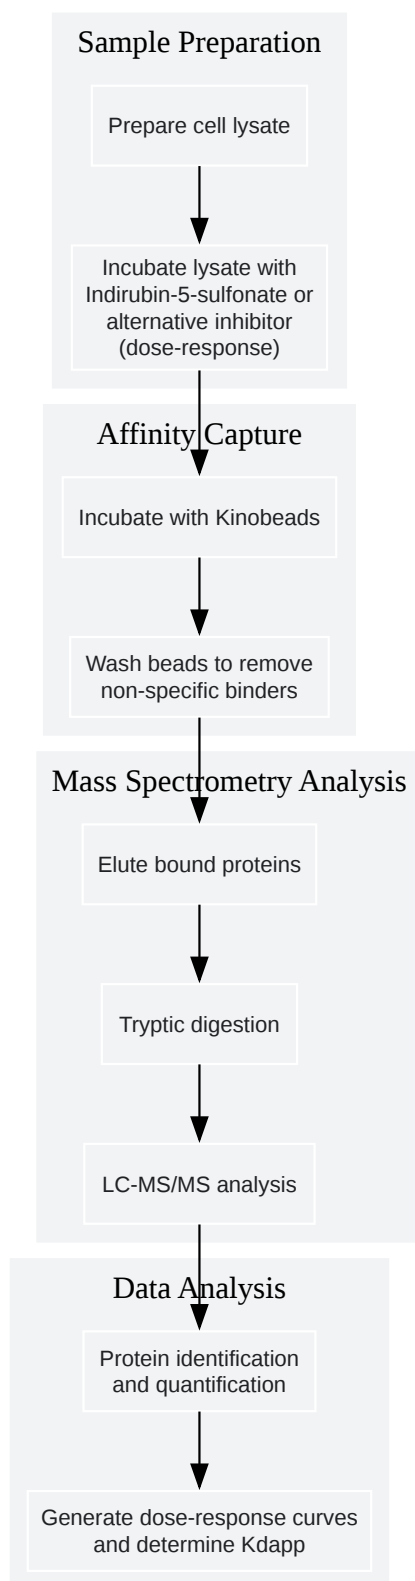 Sample Preparation
Prepare cell lysate
Incubate lysate with
Indirubin-5-sulfonate or
alternative inhibitor
(dose-response)
Affinity Capture
Incubate with Kinobeads
Wash beads to remove
non-specific binders
Mass Spectrometry Analysis
Elute bound proteins
Tryptic digestion
LC-MS/MS analysis
Data Analysis
Protein identification
and quantification
Generate dose-response curves
and determine Kdapp